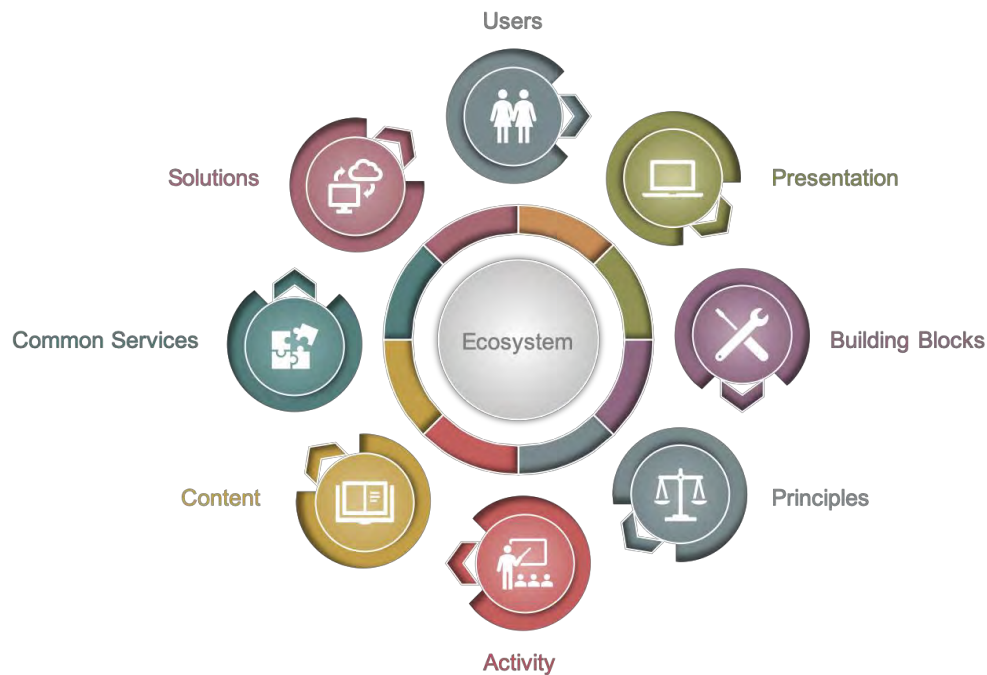 Users
Solutions
Presentation
Common Services
Ecosystem
Building Blocks
Content
Principles
Activity